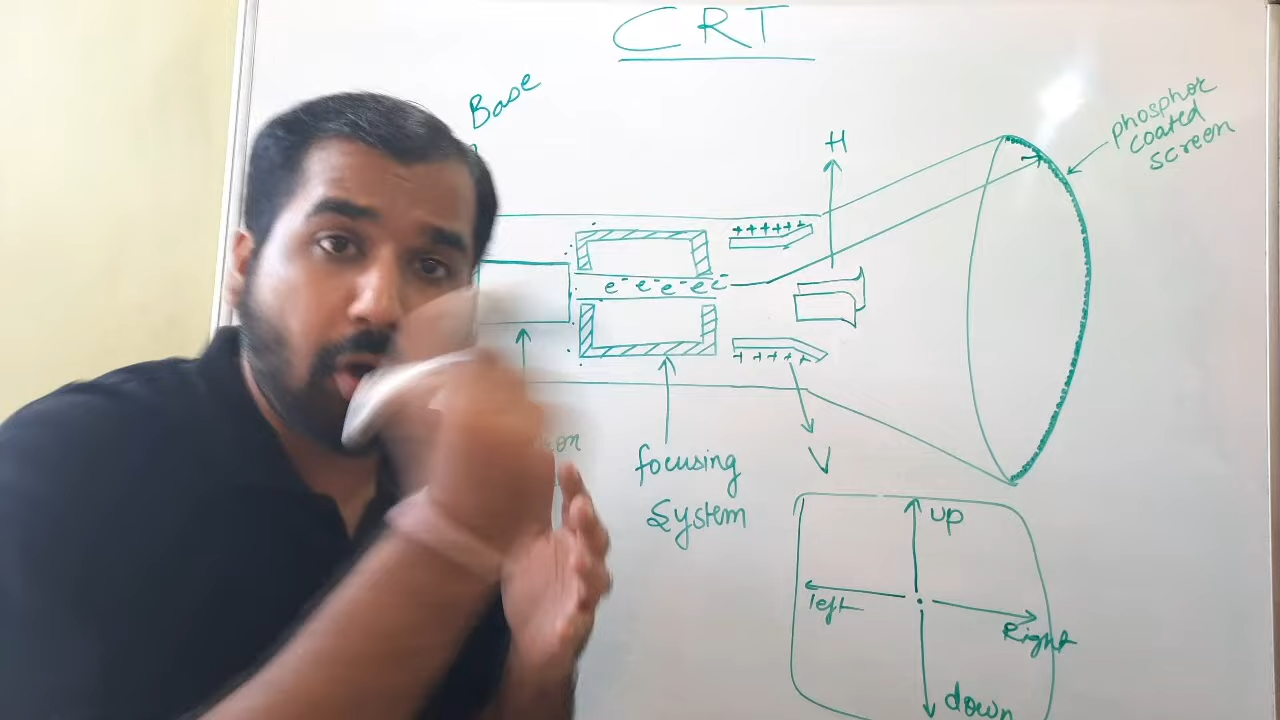 CRT
Base
phosphor
coated
screen
H
+ + + + + +
e⁻ e⁻ e⁻ e⁻ e⁻
+ + + + +
focusing
System
V
up
left
Right
down